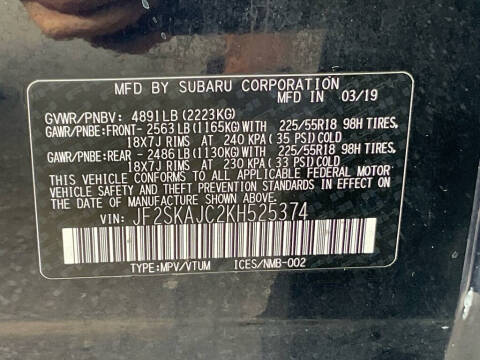 MFD BY SUBARU CORPORATION
MFD IN 03/19
GVWR/PNBV: 4891LB (2223KG)
GAWR/PNBE:FRONT- 2563 LB (1165KG) WITH 225/55R18 98H TIRES,
18X7J RIMS AT 240 KPA ( 35 PSI) COLD
GAWR/PNBE:REAR - 2486 LB (1130KG) WITH 225/55R18 98H TIRES,
18X7J RIMS AT 230 KPA ( 33 PSI) COLD
THIS VEHICLE CONFORMS TO ALL APPLICABLE FEDERAL MOTOR
VEHICLE SAFETY AND THEFT PREVENTION STANDARDS IN EFFECT ON
THE DATE OF MANUFACTURE SHOWN ABOVE.
VIN: JF2SKAJC2KH525374
TYPE:MPV/VTUM ICES/NMB-002